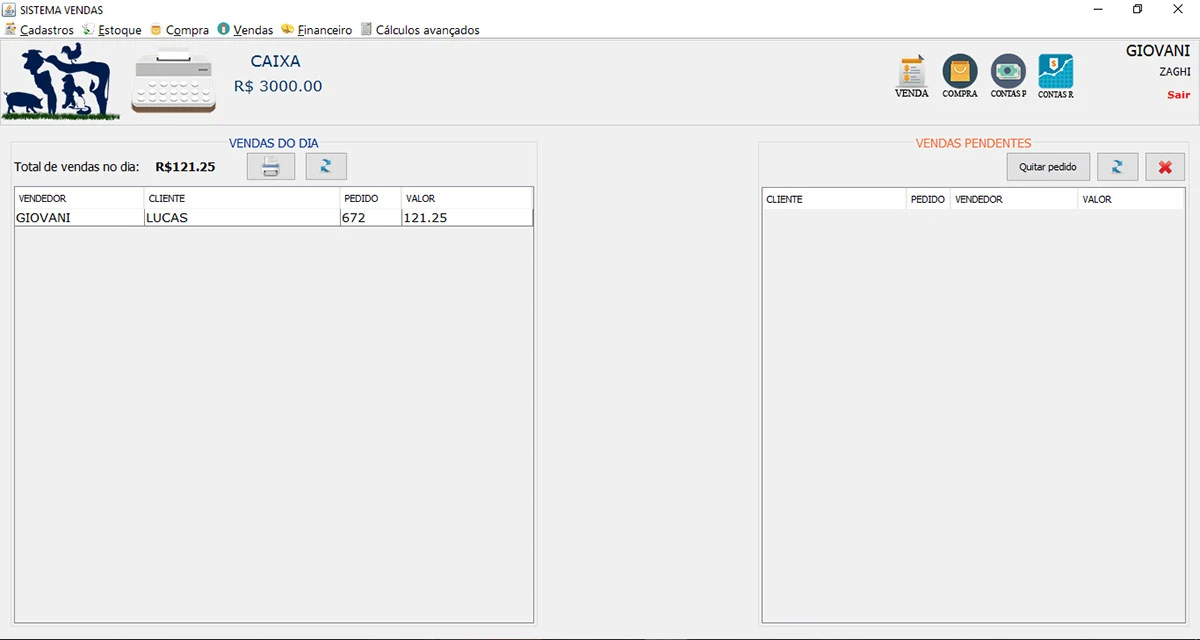 SISTEMA VENDAS
Cadastros Estoque Compra Vendas Financeiro Cálculos avançados
CAIXA
R$ 3000.00
VENDA COMPRA CONTAS P CONTAS R
GIOVANI
ZAGHI
Sair
VENDAS DO DIA
Total de vendas no dia: R$121.25
VENDEDOR CLIENTE PEDIDO VALOR
GIOVANI LUCAS 672 121.25
VENDAS PENDENTES
Quitar pedido
CLIENTE PEDIDO VENDEDOR VALOR